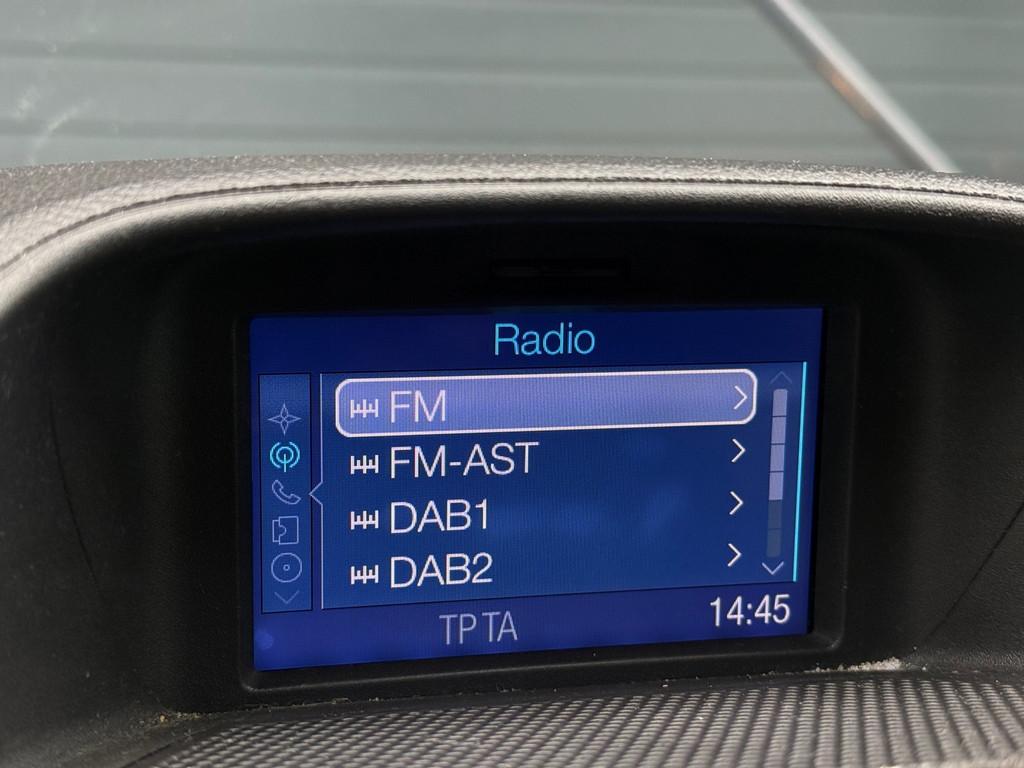 Radio
FM
FM-AST
DAB1
DAB2
TP TA
14:45